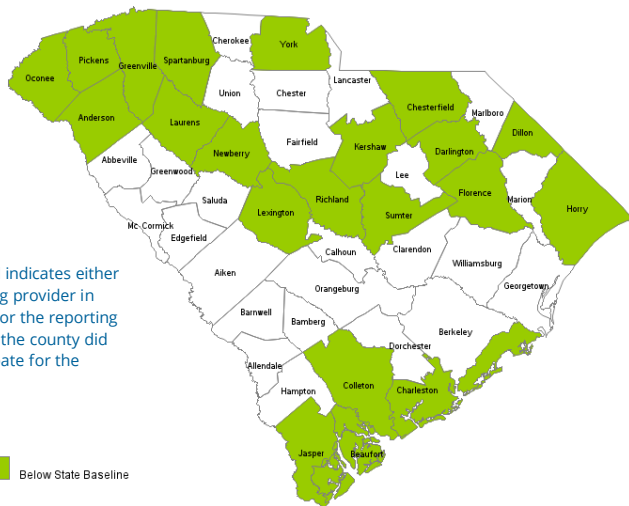 Cherokee
York
Spartanburg
Pickens
Greenville
Oconee
Lancaster
Union
Chester
Chesterfield
Marlboro
Anderson
Laurens
Dillon
Fairfield
Kershaw
Darlington
Newberry
Abbeville
Greenwood
Lee
Florence
Marion
Saluda
Richland
Horry
Lexington
Sumter
Mc Cormick
Edgefield
Calhoun
Clarendon
Williamsburg
Aiken
Georgetown
Orangeburg
Barnwell
Bamberg
Berkeley
Dorchester
Allendale
Colleton
Charleston
Hampton
Jasper
Beaufort
indicates either
g provider in
or the reporting
the county did
ate for the
Below State Baseline